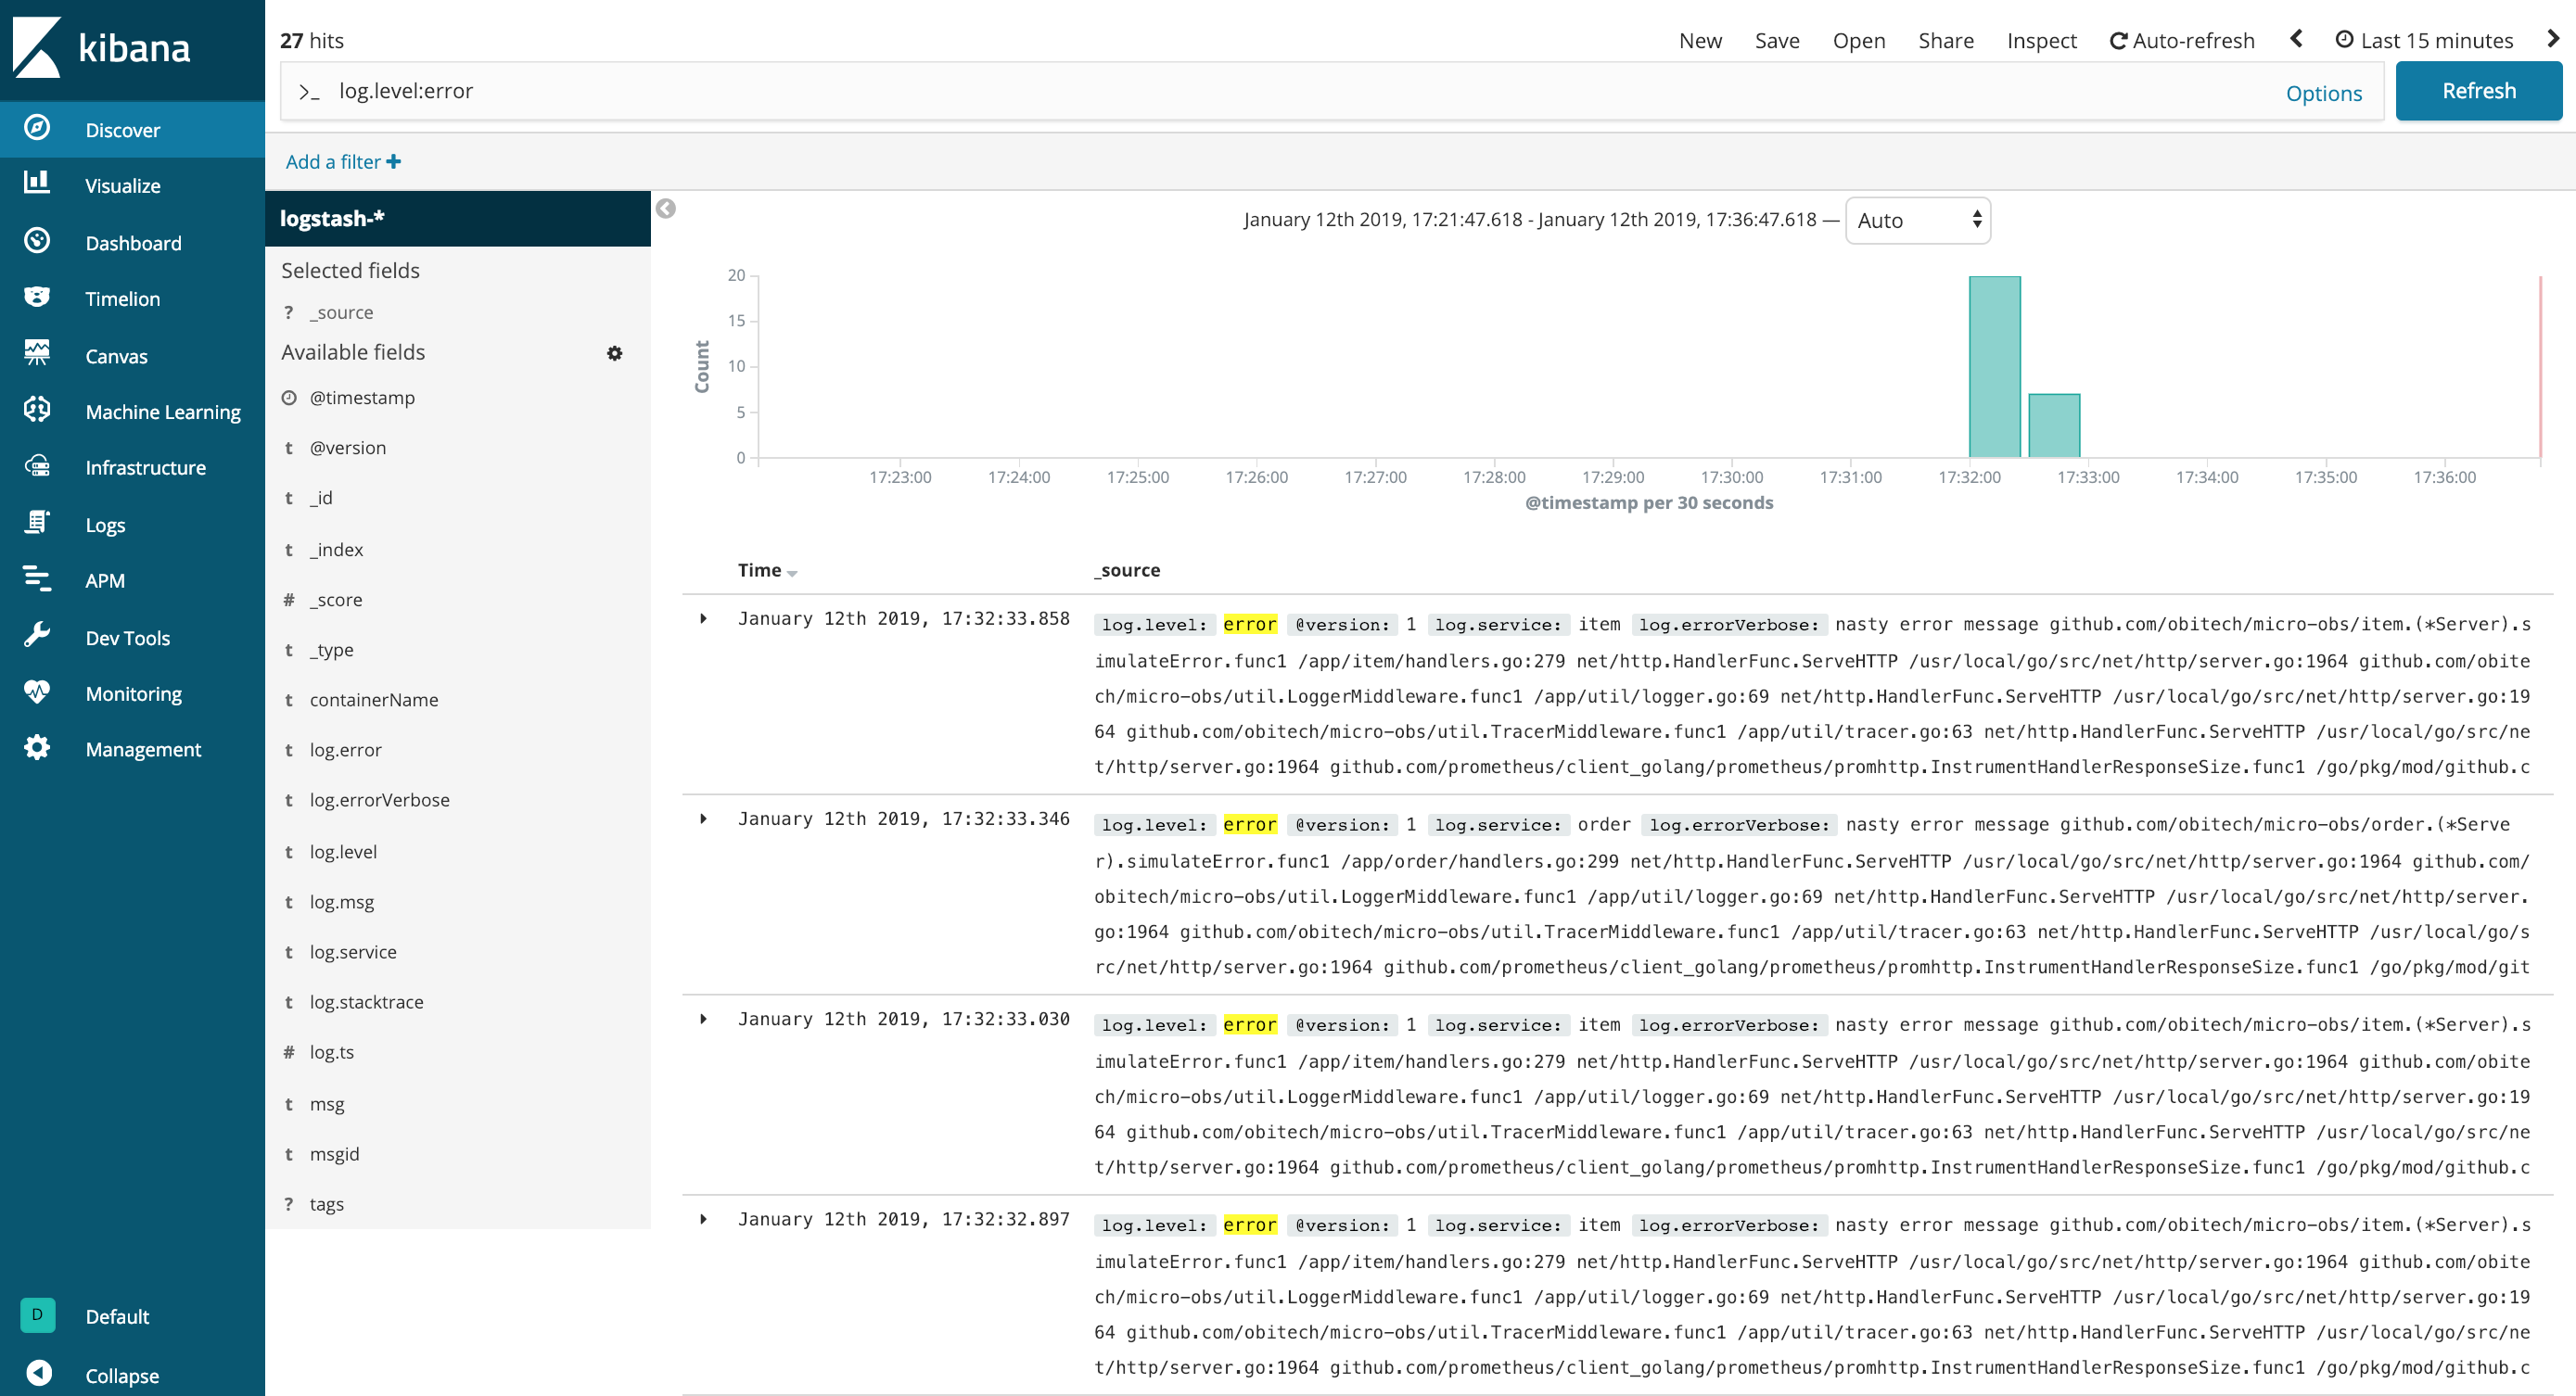 kibana
Discover
Visualize
Dashboard
Timelion
Canvas
Machine Learning
Infrastructure
Logs
APM
Dev Tools
Monitoring
Management
D Default
Collapse
27 hits
New Save Open Share Inspect Auto-refresh Last 15 minutes
>_ log.level:error Options Refresh
Add a filter +
logstash-*
Selected fields
? _source
Available fields
@timestamp
t @version
t _id
t _index
# _score
t _type
t containerName
t log.error
t log.errorVerbose
t log.level
t log.msg
t log.service
t log.stacktrace
# log.ts
t msg
t msgid
? tags
January 12th 2019, 17:21:47.618 - January 12th 2019, 17:36:47.618 — Auto
Count
20
15
10
5
0
17:23:00 17:24:00 17:25:00 17:26:00 17:27:00 17:28:00 17:29:00 17:30:00 17:31:00 17:32:00 17:33:00 17:34:00 17:35:00 17:36:00
@timestamp per 30 seconds
Time _source
January 12th 2019, 17:32:33.858 log.level: error @version: 1 log.service: item log.errorVerbose: nasty error message github.com/obitech/micro-obs/item.(*Server).s
imulateError.func1 /app/item/handlers.go:279 net/http.HandlerFunc.ServeHTTP /usr/local/go/src/net/http/server.go:1964 github.com/obite
ch/micro-obs/util.LoggerMiddleware.func1 /app/util/logger.go:69 net/http.HandlerFunc.ServeHTTP /usr/local/go/src/net/http/server.go:19
64 github.com/obitech/micro-obs/util.TracerMiddleware.func1 /app/util/tracer.go:63 net/http.HandlerFunc.ServeHTTP /usr/local/go/src/ne
t/http/server.go:1964 github.com/prometheus/client_golang/prometheus/promhttp.InstrumentHandlerResponseSize.func1 /go/pkg/mod/github.c
January 12th 2019, 17:32:33.346 log.level: error @version: 1 log.service: order log.errorVerbose: nasty error message github.com/obitech/micro-obs/order.(*Serve
r).simulateError.func1 /app/order/handlers.go:299 net/http.HandlerFunc.ServeHTTP /usr/local/go/src/net/http/server.go:1964 github.com/
obitech/micro-obs/util.LoggerMiddleware.func1 /app/util/logger.go:69 net/http.HandlerFunc.ServeHTTP /usr/local/go/src/net/http/server.
go:1964 github.com/obitech/micro-obs/util.TracerMiddleware.func1 /app/util/tracer.go:63 net/http.HandlerFunc.ServeHTTP /usr/local/go/s
rc/net/http/server.go:1964 github.com/prometheus/client_golang/prometheus/promhttp.InstrumentHandlerResponseSize.func1 /go/pkg/mod/git
January 12th 2019, 17:32:33.030 log.level: error @version: 1 log.service: item log.errorVerbose: nasty error message github.com/obitech/micro-obs/item.(*Server).s
imulateError.func1 /app/item/handlers.go:279 net/http.HandlerFunc.ServeHTTP /usr/local/go/src/net/http/server.go:1964 github.com/obite
ch/micro-obs/util.LoggerMiddleware.func1 /app/util/logger.go:69 net/http.HandlerFunc.ServeHTTP /usr/local/go/src/net/http/server.go:19
64 github.com/obitech/micro-obs/util.TracerMiddleware.func1 /app/util/tracer.go:63 net/http.HandlerFunc.ServeHTTP /usr/local/go/src/ne
t/http/server.go:1964 github.com/prometheus/client_golang/prometheus/promhttp.InstrumentHandlerResponseSize.func1 /go/pkg/mod/github.c
January 12th 2019, 17:32:32.897 log.level: error @version: 1 log.service: item log.errorVerbose: nasty error message github.com/obitech/micro-obs/item.(*Server).s
imulateError.func1 /app/item/handlers.go:279 net/http.HandlerFunc.ServeHTTP /usr/local/go/src/net/http/server.go:1964 github.com/obite
ch/micro-obs/util.LoggerMiddleware.func1 /app/util/logger.go:69 net/http.HandlerFunc.ServeHTTP /usr/local/go/src/net/http/server.go:19
64 github.com/obitech/micro-obs/util.TracerMiddleware.func1 /app/util/tracer.go:63 net/http.HandlerFunc.ServeHTTP /usr/local/go/src/ne
t/http/server.go:1964 github.com/prometheus/client_golang/prometheus/promhttp.InstrumentHandlerResponseSize.func1 /go/pkg/mod/github.c